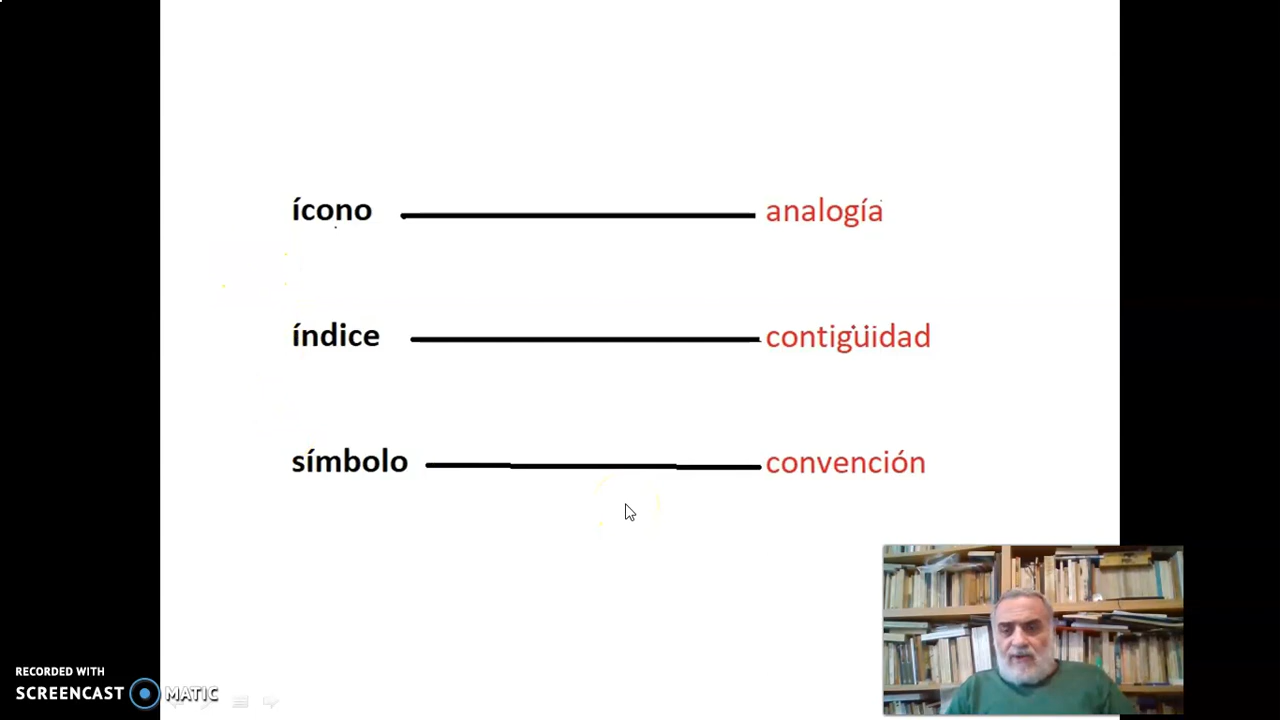 ícono analogía
índice contigüidad
símbolo convención
RECORDED WITH
SCREENCAST MATIC